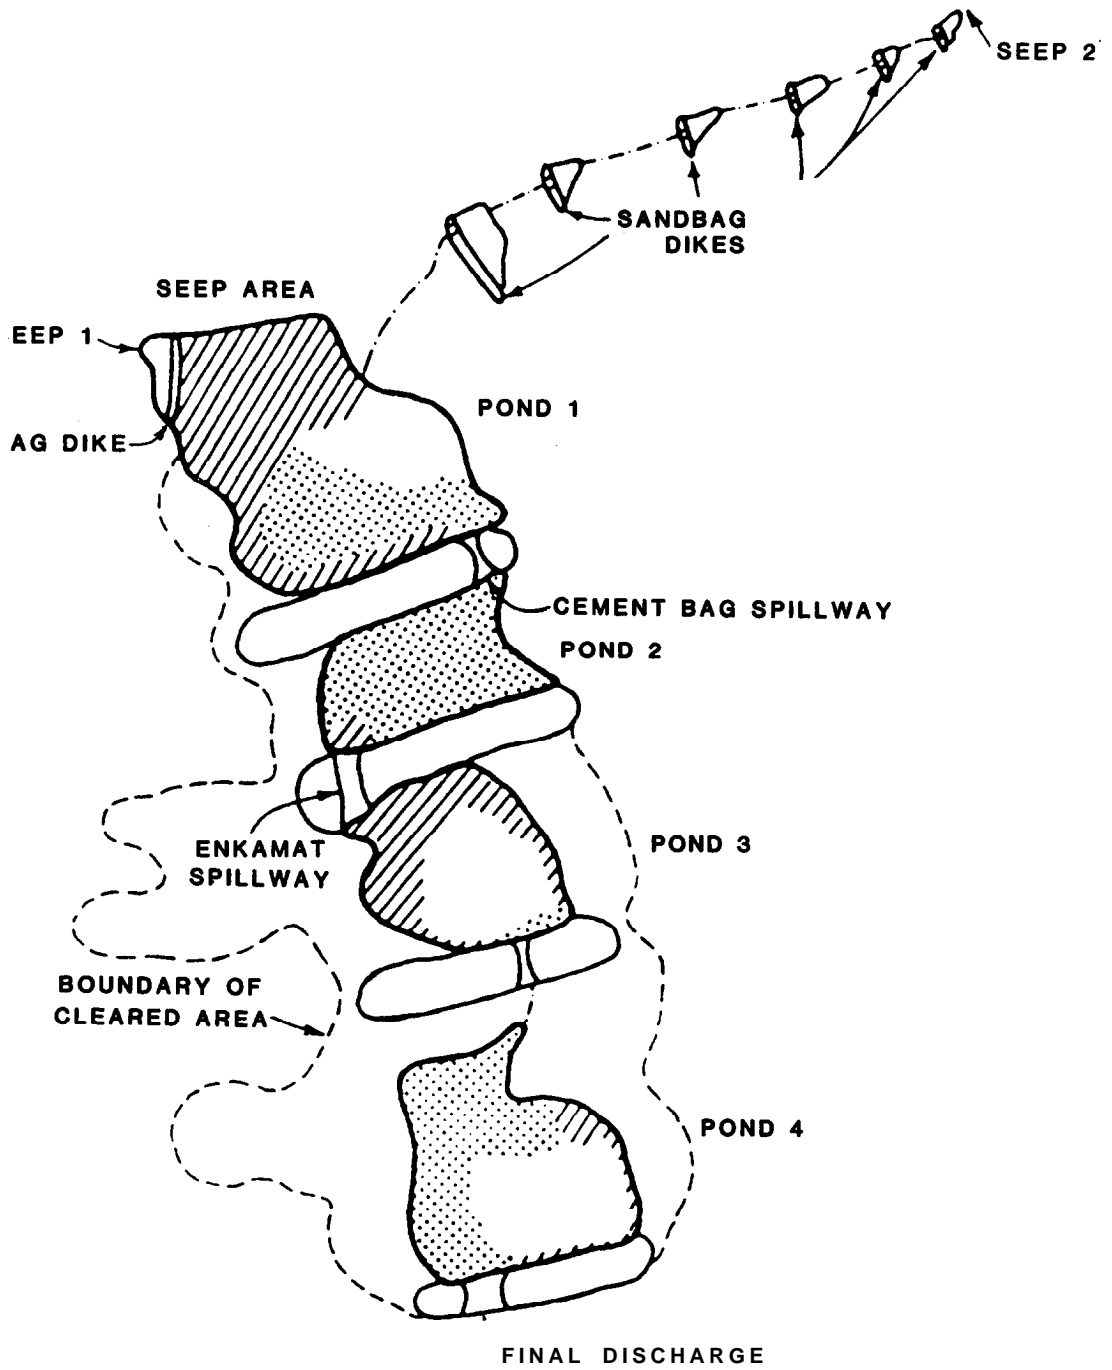 SEEP 2
SANDBAG
DIKES
SEEP AREA
EEP 1
POND 1
AG DIKE
CEMENT BAG SPILLWAY
POND 2
ENKAMAT
SPILLWAY
POND 3
BOUNDARY OF
CLEARED AREA
POND 4
FINAL DISCHARGE